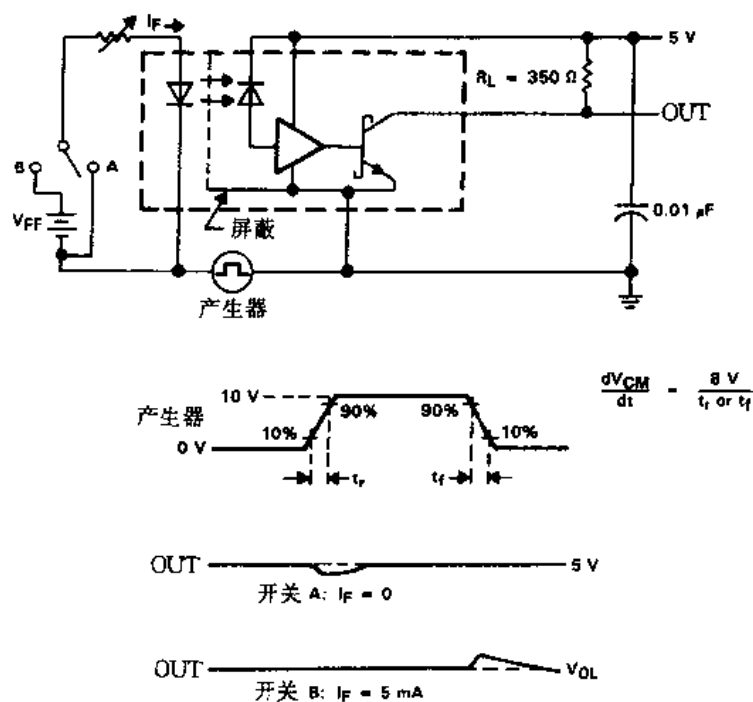 I_F
5 V
R_L = 350 Ω
OUT
B
A
V_FF
屏蔽
0.01 μF
产生器
dV_CM / dt = 8 V / t_r or t_f
10 V
产生器
90%
90%
10%
10%
0 V
t_r
t_f
OUT
5 V
开关 A: I_F = 0
OUT
V_OL
开关 B: I_F = 5 mA